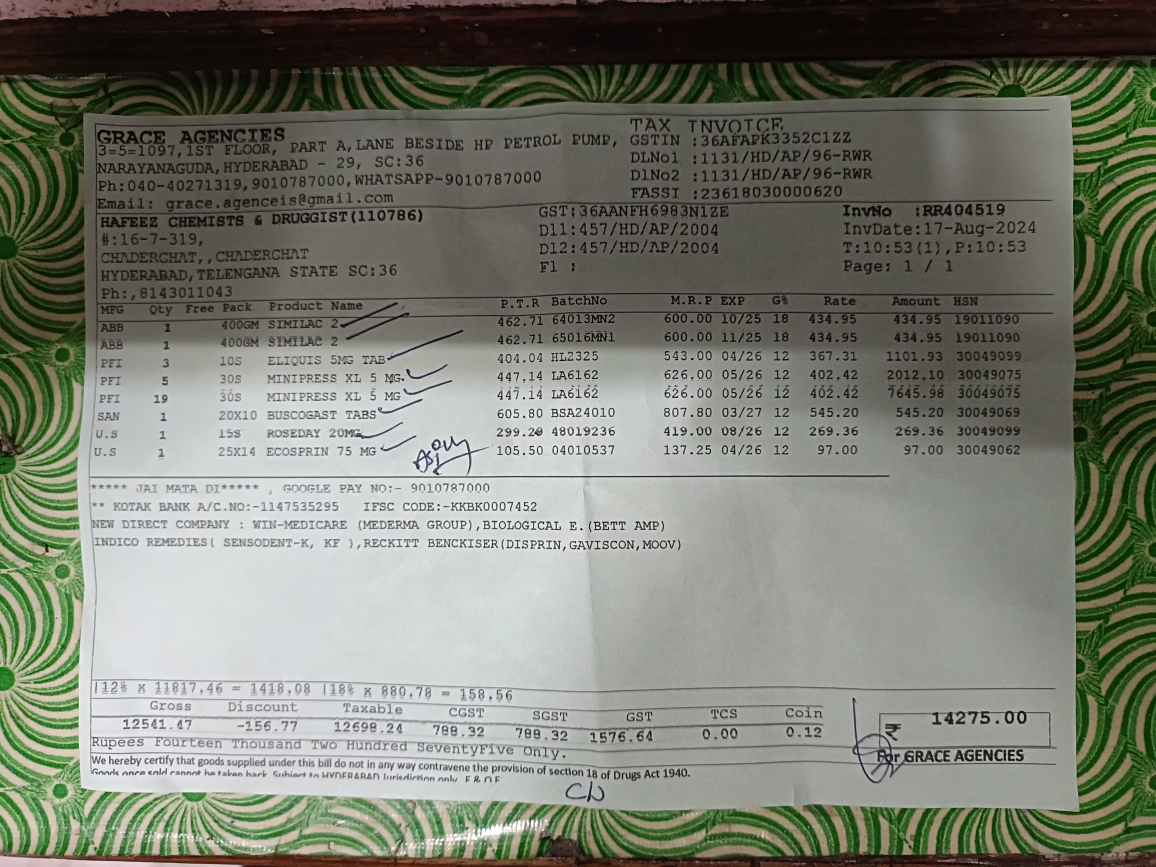 GRACE AGENCIES
3=5=1097,1ST FLOOR, PART A,LANE BESIDE HP PETROL PUMP,
NARAYANAGUDA,HYDERABAD - 29, SC:36
Ph:040-40271319,9010787000,WHATSAPP-9010787000
Email: grace.agenceis@gmail.com
TAX INVOICE
GSTIN :36AFAPK3352C1ZZ
DLNo1 :1131/HD/AP/96-RWR
DlNo2 :1131/HD/AP/96-RWR
FASSI :23618030000620
HAFEEZ CHEMISTS & DRUGGIST(110786)
#:16-7-319,
CHADERCHAT,,CHADERCHAT
HYDERABAD,TELENGANA STATE SC:36
Ph:,8143011043
GST:36AANFH6983N1ZE
Dl1:457/HD/AP/2004
Dl2:457/HD/AP/2004
Fl :
InvNo :RR404519
InvDate:17-Aug-2024
T:10:53(1),P:10:53
Page: 1 / 1
MFG Qty Free Pack Product Name P.T.R BatchNo M.R.P EXP G% Rate Amount HSN
ABB 1 400GM SIMILAC 2 462.71 64013MN2 600.00 10/25 18 434.95 434.95 19011090
ABB 1 400GM SIMILAC 2 462.71 65016MN1 600.00 11/25 18 434.95 434.95 19011090
PFI 3 10S ELIQUIS 5MG TAB 404.04 HL2325 543.00 04/26 12 367.31 1101.93 30049099
PFI 5 30S MINIPRESS XL 5 MG 447.14 LA6162 626.00 05/26 12 402.42 2012.10 30049075
PFI 19 30S MINIPRESS XL 5 MG 447.14 LA6162 626.00 05/26 12 402.42 7645.98 30049075
SAN 1 20X10 BUSCOGAST TABS 605.80 BSA24010 807.80 03/27 12 545.20 545.20 30049069
U.S 1 15S ROSEDAY 20MG 299.20 48019236 419.00 08/26 12 269.36 269.36 30049099
U.S 1 25X14 ECOSPRIN 75 MG 105.50 04010537 137.25 04/26 12 97.00 97.00 30049062
***** JAI MATA DI***** , GOOGLE PAY NO:- 9010787000
** KOTAK BANK A/C.NO:-1147535295 IFSC CODE:-KKBK0007452
NEW DIRECT COMPANY : WIN-MEDICARE (MEDERMA GROUP),BIOLOGICAL E.(BETT AMP)
INDICO REMEDIES( SENSODENT-K, KF ),RECKITT BENCKISER(DISPRIN,GAVISCON,MOOV)
|12% x 11817.46 = 1418.08 |18% x 880.78 = 158.56
Gross Discount Taxable CGST SGST GST TCS Coin
12541.47 -156.77 12698.24 788.32 788.32 1576.64 0.00 0.12
₹ 14275.00
Rupees Fourteen Thousand Two Hundred SeventyFive Only.
For GRACE AGENCIES
We hereby certify that goods supplied under this bill do not in any way contravene the provision of section 18 of Drugs Act 1940.
Goods once sold cannot be taken back. Subject to HYDERABAD Jurisdiction only. E & O E